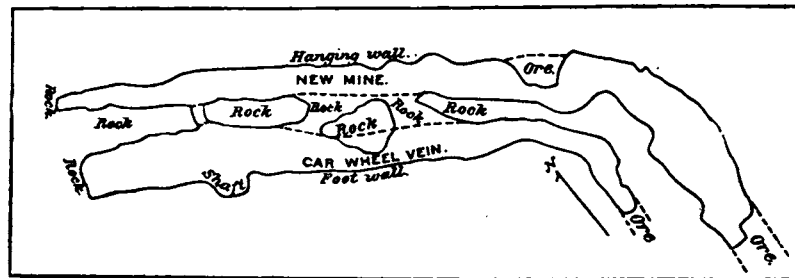 Hanging wall.
Ore.
NEW MINE.
Rock.
Rock
Rock
Rock
Rock
Rock
Rock
Rock
CAR WHEEL VEIN.
Foot wall.
Shaft
Rock
N
Ore
Ore.